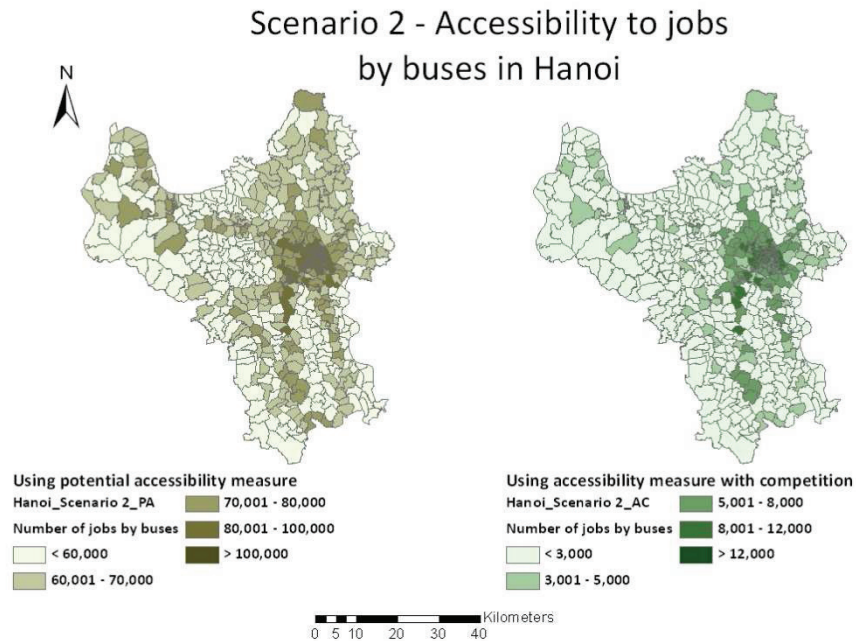 Scenario 2 - Accessibility to jobs
by buses in Hanoi
N
Using potential accessibility measure
Hanoi_Scenario 2_PA
Number of jobs by buses
< 60,000
60,001 - 70,000
70,001 - 80,000
80,001 - 100,000
> 100,000
Using accessibility measure with competition
Hanoi_Scenario 2_AC
Number of jobs by buses
< 3,000
3,001 - 5,000
5,001 - 8,000
8,001 - 12,000
> 12,000
Kilometers
0 5 10 20 30 40